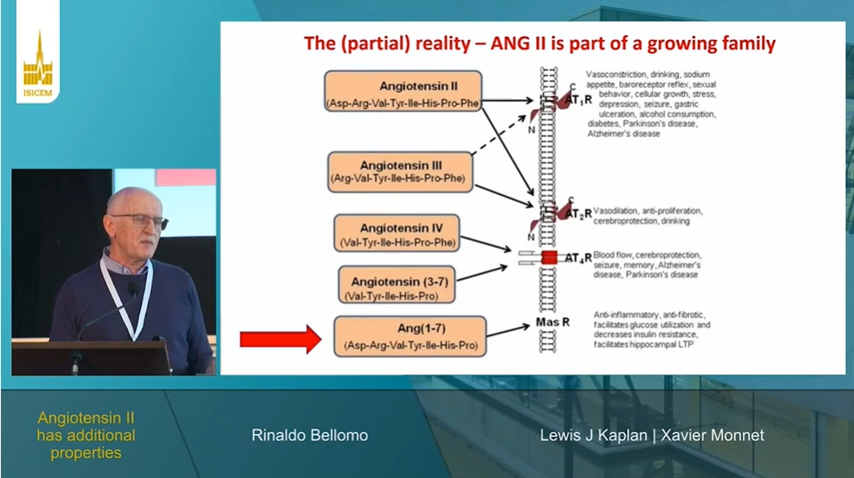 ISICEM
The (partial) reality – ANG II is part of a growing family
Angiotensin II
(Asp-Arg-Val-Tyr-Ile-His-Pro-Phe
Angiotensin III
(Arg-Val-Tyr-Ile-His-Pro-Phe)
Angiotensin IV
(Val-Tyr-Ile-His-Pro-Phe)
Angiotensin (3-7)
(Val-Tyr-Ile-His-Pro)
Ang(1-7)
(Asp-Arg-Val-Tyr-Ile-His-Pro)
C
AT1R
N
C
AT2R
N
AT4R
Mas R
Vasoconstriction, drinking, sodium
appetite, baroreceptor reflex, sexual
behavior, cellular growth, stress,
depression, seizure, gastric
ulceration, alcohol consumption,
diabetes, Parkinson's disease,
Alzheimer's disease
Vasodilation, anti-proliferation,
cerebroprotection, drinking
Blood flow, cerebroprotection,
seizure, memory, Alzheimer's
disease, Parkinson's disease
Anti-inflammatory, anti-fibrotic,
facilitates glucose utilization and
decreases insulin resistance,
facilitates hippocampal LTP
Angiotensin II
has additional
properties
Rinaldo Bellomo
Lewis J Kaplan | Xavier Monnet